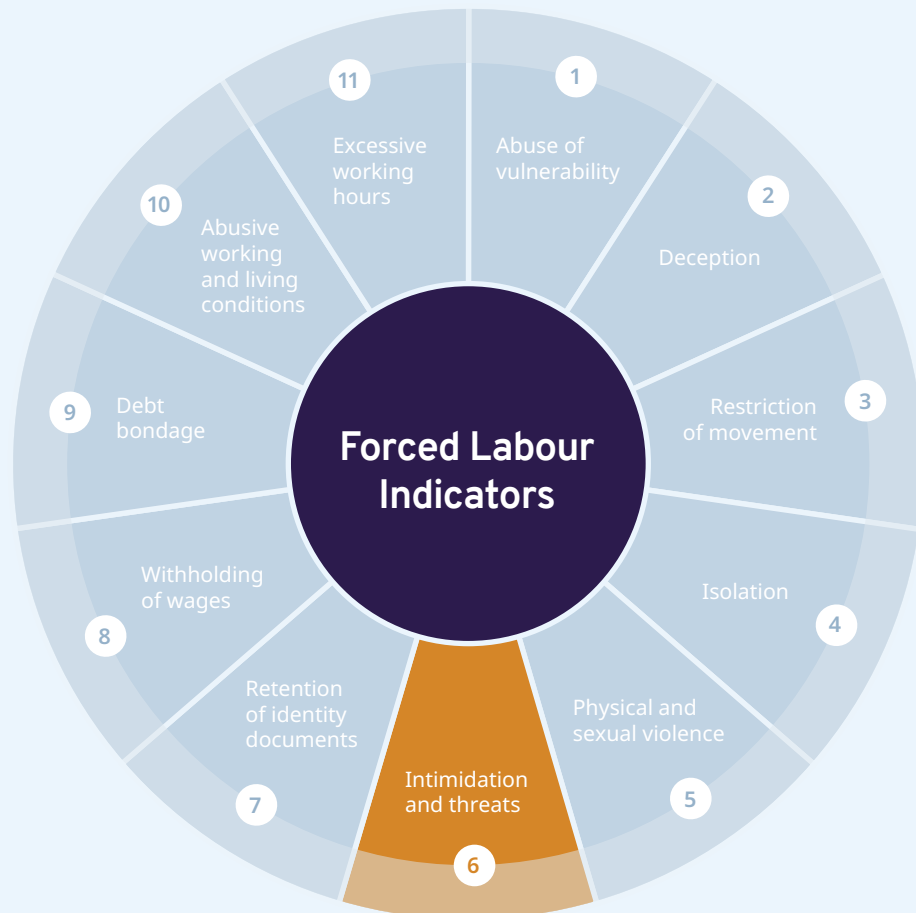 Forced Labour
Indicators
1
Abuse of
vulnerability
2
Deception
3
Restriction
of movement
4
Isolation
5
Physical and
sexual violence
6
Intimidation
and threats
7
Retention
of identity
documents
8
Withholding
of wages
9
Debt
bondage
10
Abusive
working
and living
conditions
11
Excessive
working
hours